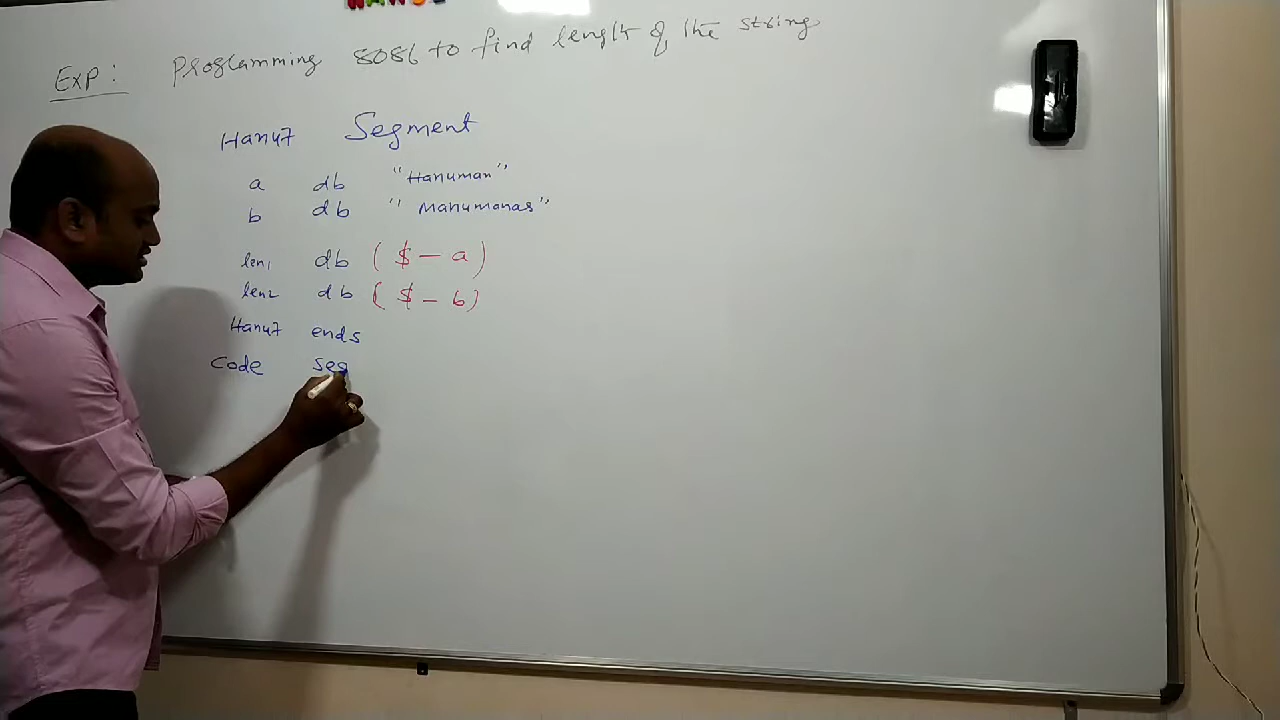 Exp: Programming 8086 to find length of the string
Hanu7 Segment
a db "Hanuman"
b db "Manumanas"
len1 db ($ - a)
len2 db ($ - b)
Hanu7 ends
Code seg